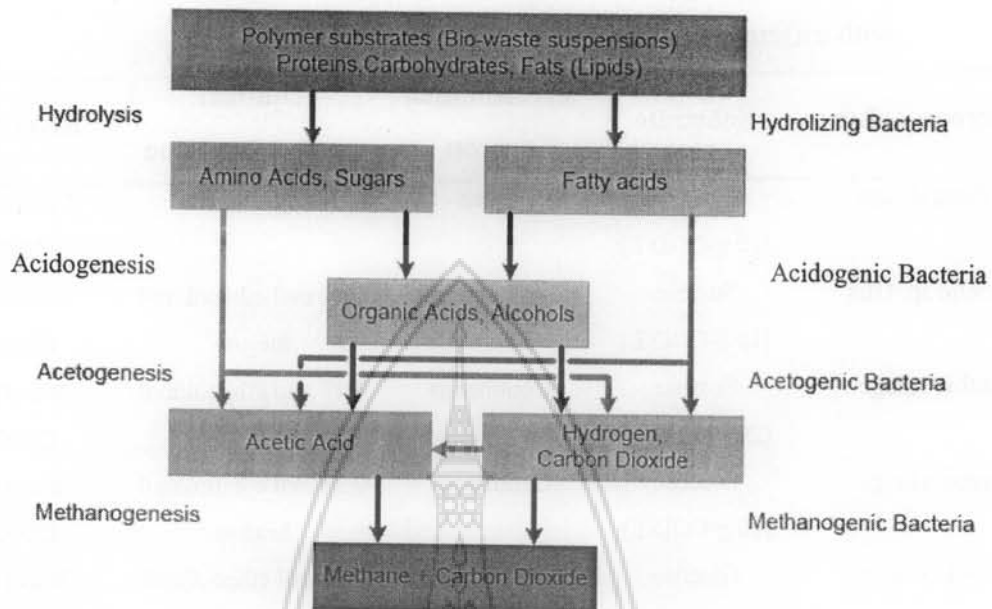 Polymer substrates (Bio-waste suspensions)
Proteins,Carbohydrates, Fats (Lipids)
Hydrolysis
Hydrolizing Bacteria
Amino Acids, Sugars
Fatty acids
Acidogenesis
Acidogenic Bacteria
Organic Acids, Alcohols
Acetogenesis
Acetogenic Bacteria
Acetic Acid
Hydrogen,
Carbon Dioxide
Methanogenesis
Methanogenic Bacteria
Methane + Carbon Dioxide